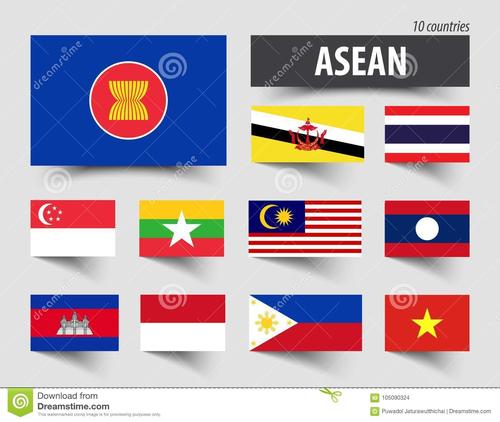 10 countries
ASEAN
dreamstime
Download from
Dreamstime.com
This watermarked comp image is for previewing purposes only.
105090324
Puwadol Jaturawutthichai | Dreamstime.com